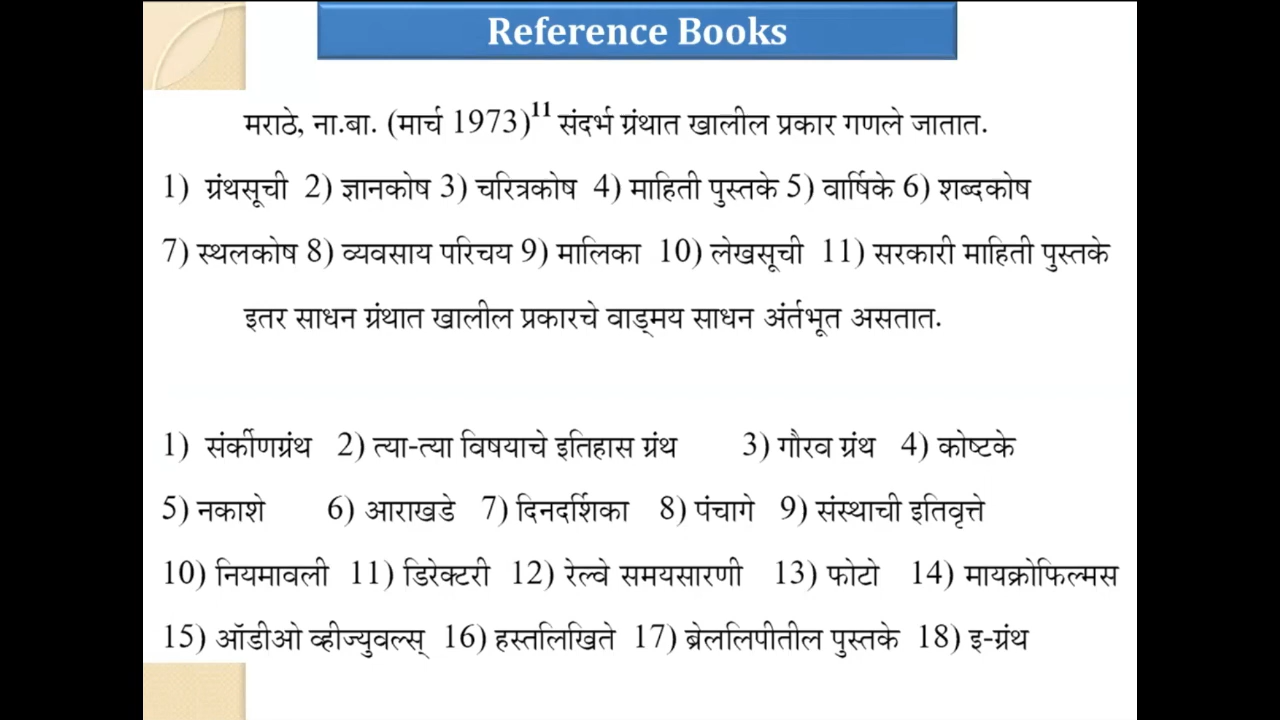 Reference Books
मराठे, ना.बा. (मार्च 1973)11 संदर्भ ग्रंथात खालील प्रकार गणले जातात.
1) ग्रंथसूची 2) ज्ञानकोष 3) चरित्रकोष 4) माहिती पुस्तके 5) वार्षिके 6) शब्दकोष
7) स्थलकोष 8) व्यवसाय परिचय 9) मालिका 10) लेखसूची 11) सरकारी माहिती पुस्तके
इतर साधन ग्रंथात खालील प्रकारचे वाड्मय साधन अंर्तभूत असतात.
1) संर्कीणग्रंथ 2) त्या-त्या विषयाचे इतिहास ग्रंथ 3) गौरव ग्रंथ 4) कोष्टके
5) नकाशे 6) आराखडे 7) दिनदर्शिका 8) पंचागे 9) संस्थाची इतिवृत्ते
10) नियमावली 11) डिरेक्टरी 12) रेल्वे समयसारणी 13) फोटो 14) मायक्रोफिल्मस
15) ऑडीओ व्हीज्युवल्स् 16) हस्तलिखिते 17) ब्रेललिपीतील पुस्तके 18) इ-ग्रंथ